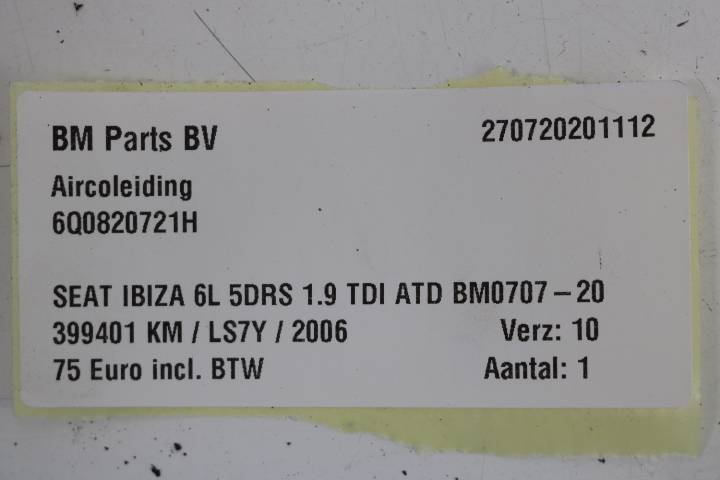 BM Parts BV 270720201112
Aircoleiding
6Q0820721H
SEAT IBIZA 6L 5DRS 1.9 TDI ATD BM0707-20
399401 KM / LS7Y / 2006 Verz: 10
75 Euro incl. BTW Aantal: 1